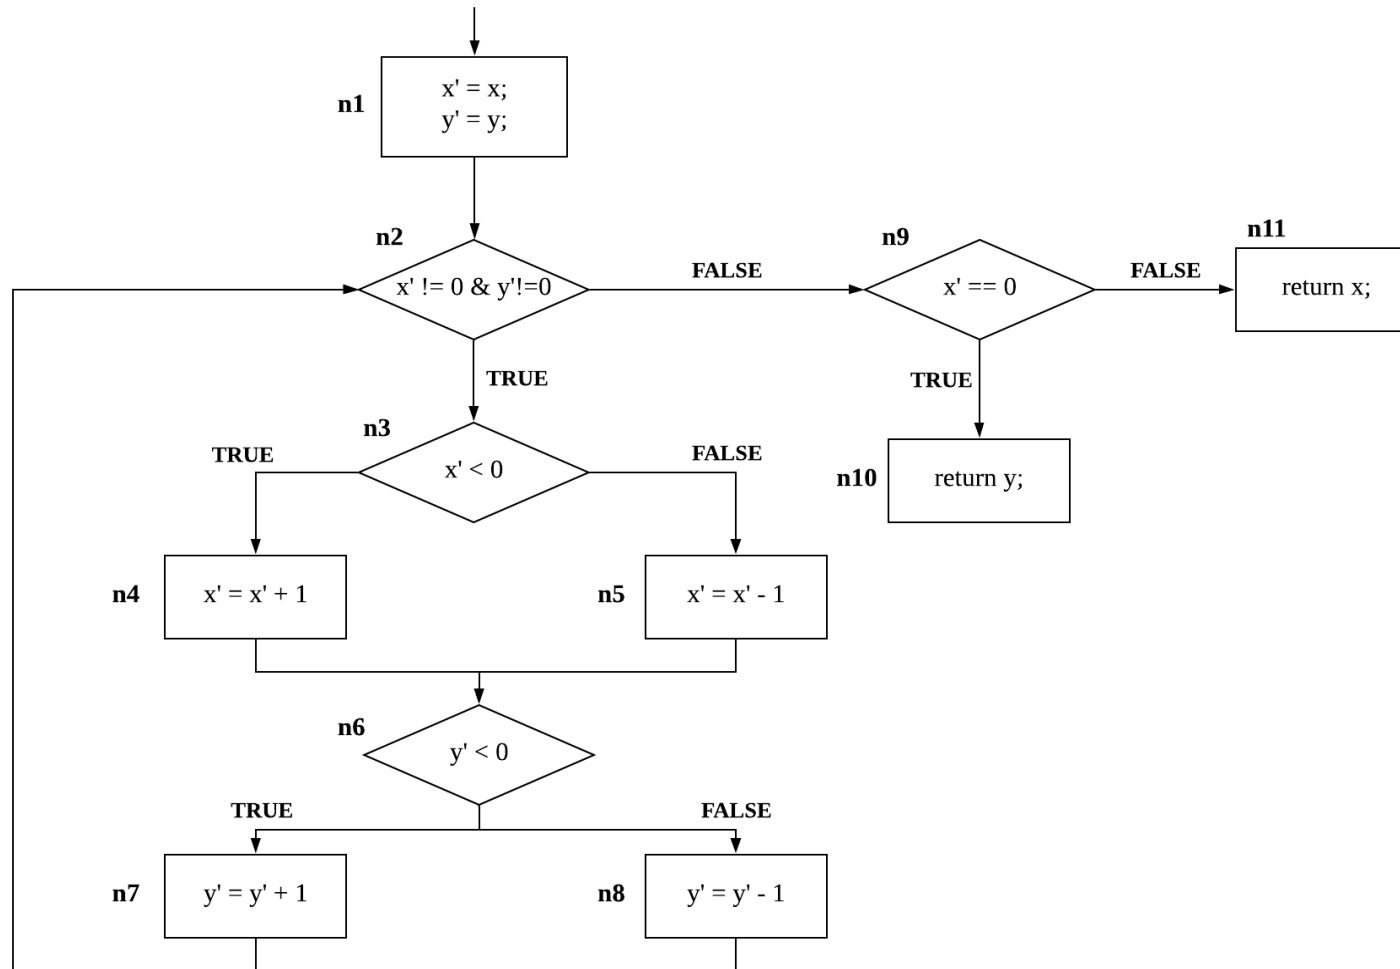 n1
x' = x;
y' = y;
n2
x' != 0 & y'!=0
FALSE
n9
x' == 0
FALSE
n11
return x;
TRUE
TRUE
n3
x' < 0
TRUE
FALSE
n10
return y;
n4
x' = x' + 1
n5
x' = x' - 1
n6
y' < 0
TRUE
FALSE
n7
y' = y' + 1
n8
y' = y' - 1